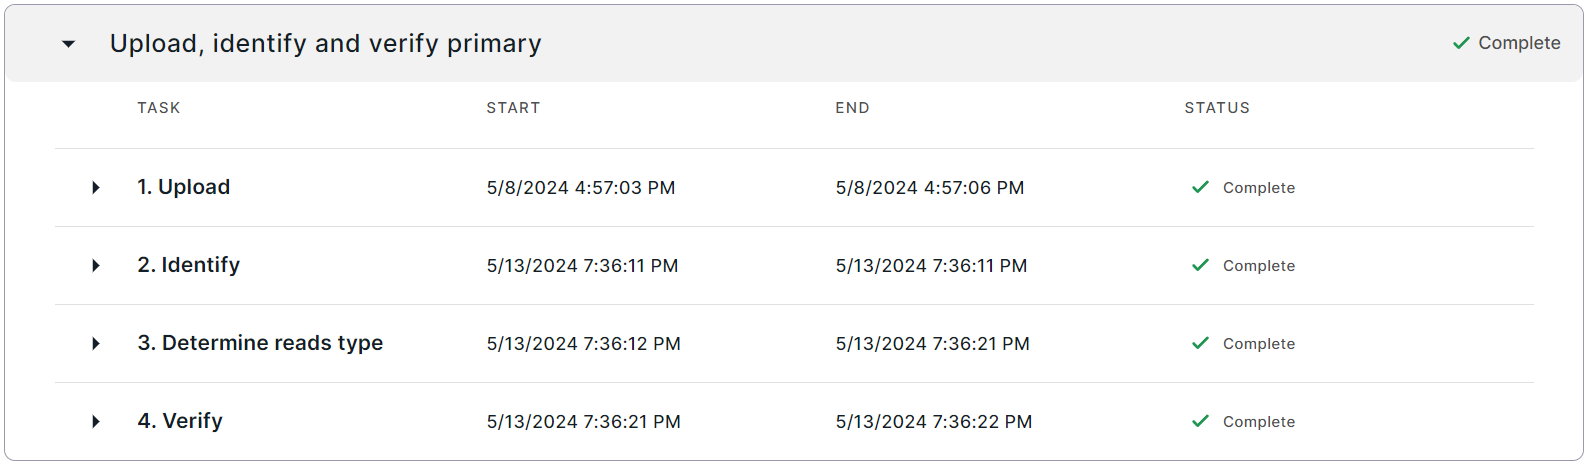 Upload, identify and verify primary Complete
TASK START END STATUS
1. Upload 5/8/2024 4:57:03 PM 5/8/2024 4:57:06 PM Complete
2. Identify 5/13/2024 7:36:11 PM 5/13/2024 7:36:11 PM Complete
3. Determine reads type 5/13/2024 7:36:12 PM 5/13/2024 7:36:21 PM Complete
4. Verify 5/13/2024 7:36:21 PM 5/13/2024 7:36:22 PM Complete